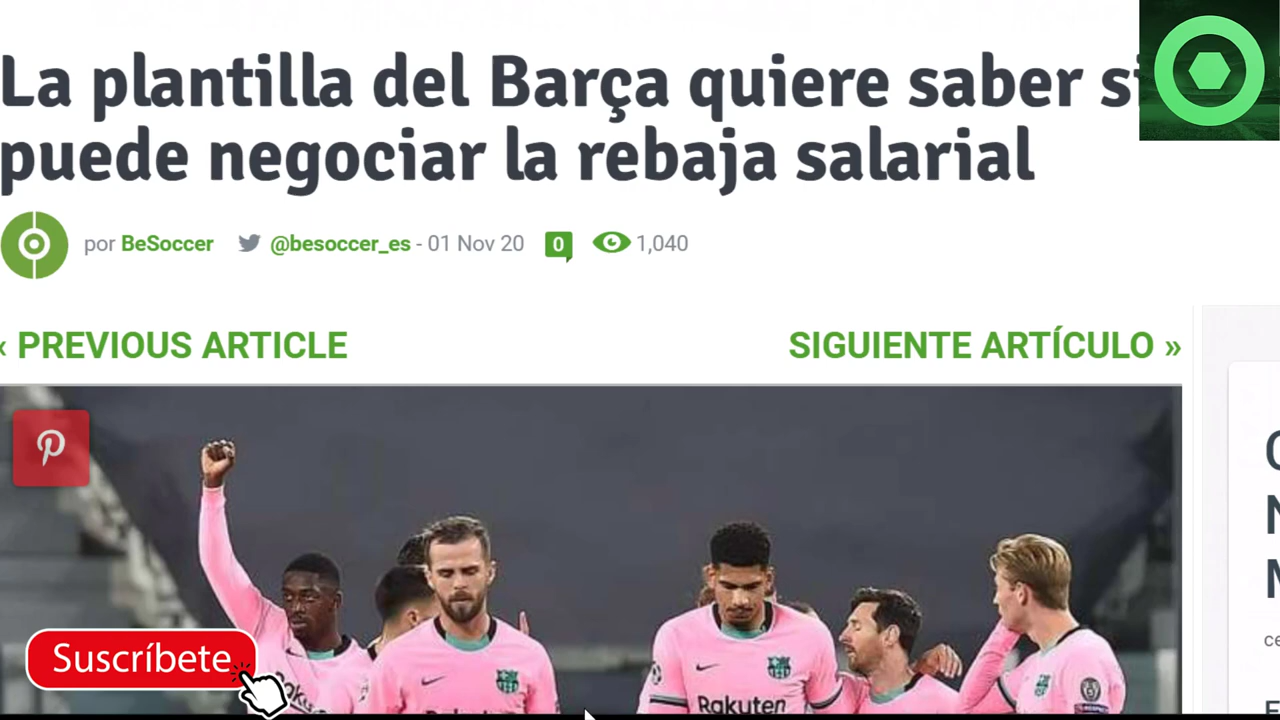 La plantilla del Barça quiere saber si
puede negociar la rebaja salarial
por BeSoccer @besoccer_es - 01 Nov 20 0 1,040
« PREVIOUS ARTICLE
SIGUIENTE ARTÍCULO »
Suscríbete
Rakuten